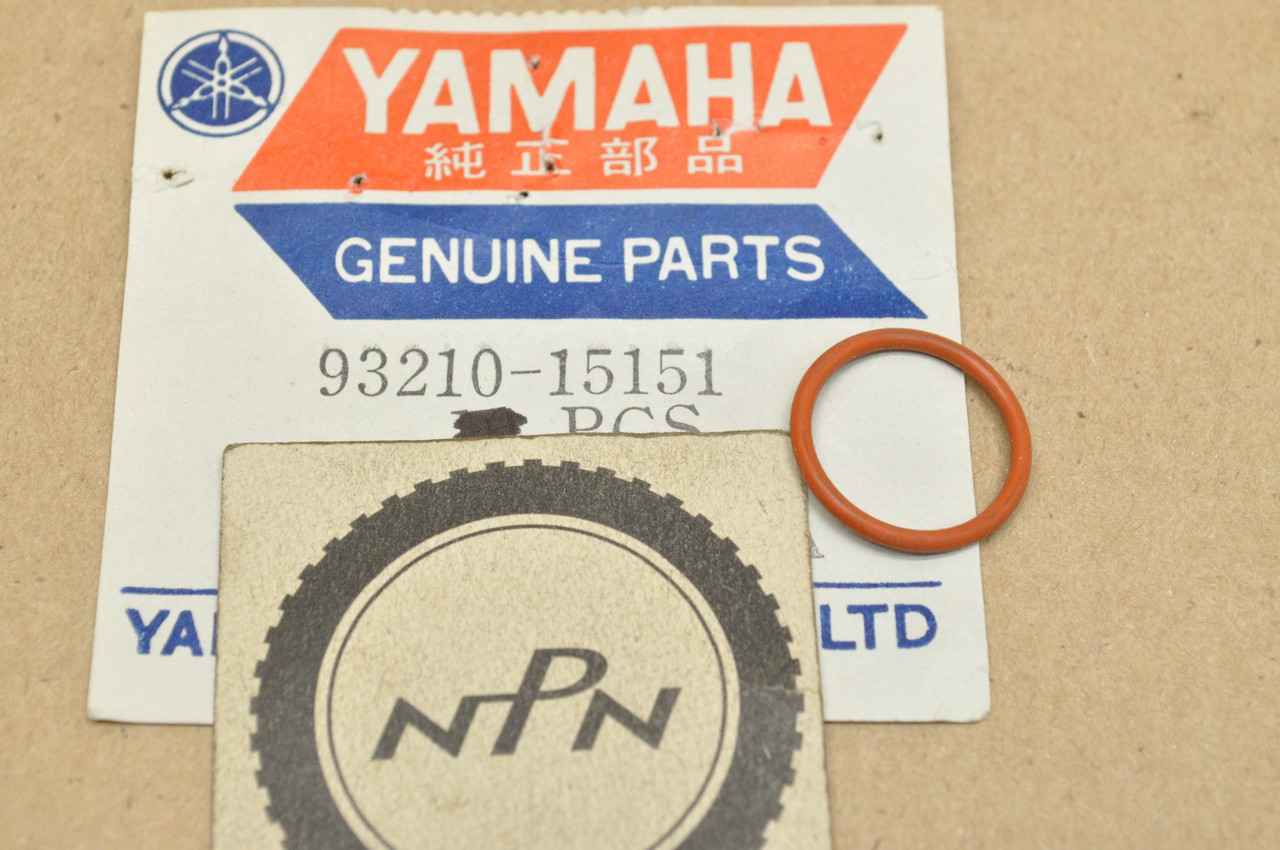 YAMAHA
純正部品
GENUINE PARTS
93210-15151
PCS
LTD
NPN